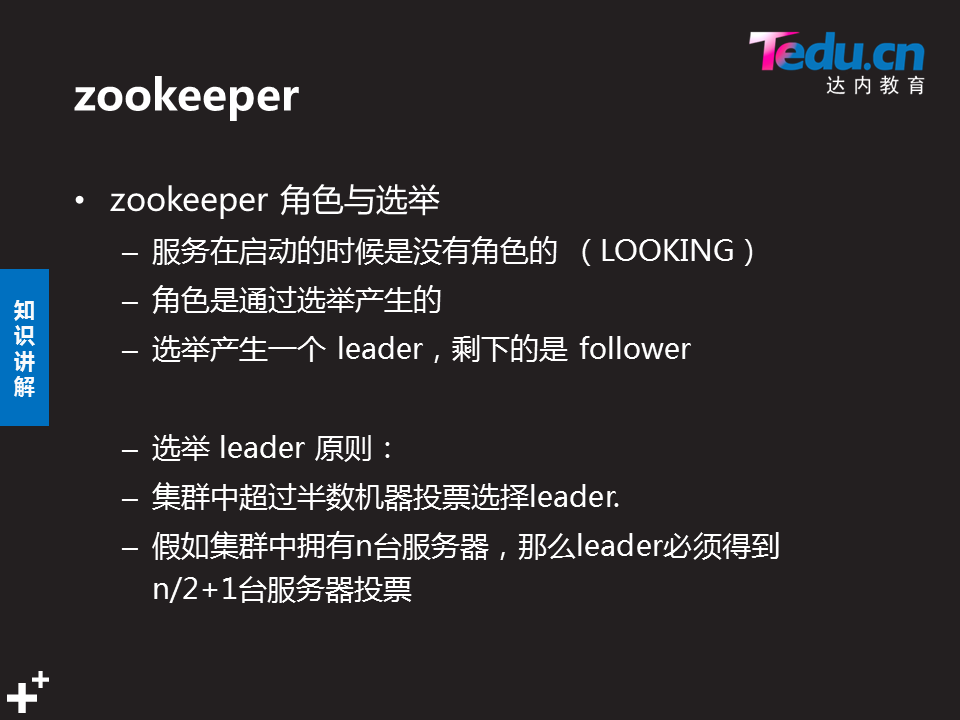 Tedu.cn
达内教育
zookeeper
• zookeeper 角色与选举
– 服务在启动的时候是没有角色的 （LOOKING）
– 角色是通过选举产生的
– 选举产生一个 leader，剩下的是 follower
知识讲解
– 选举 leader 原则：
– 集群中超过半数机器投票选择leader.
– 假如集群中拥有n台服务器，那么leader必须得到
n/2+1台服务器投票